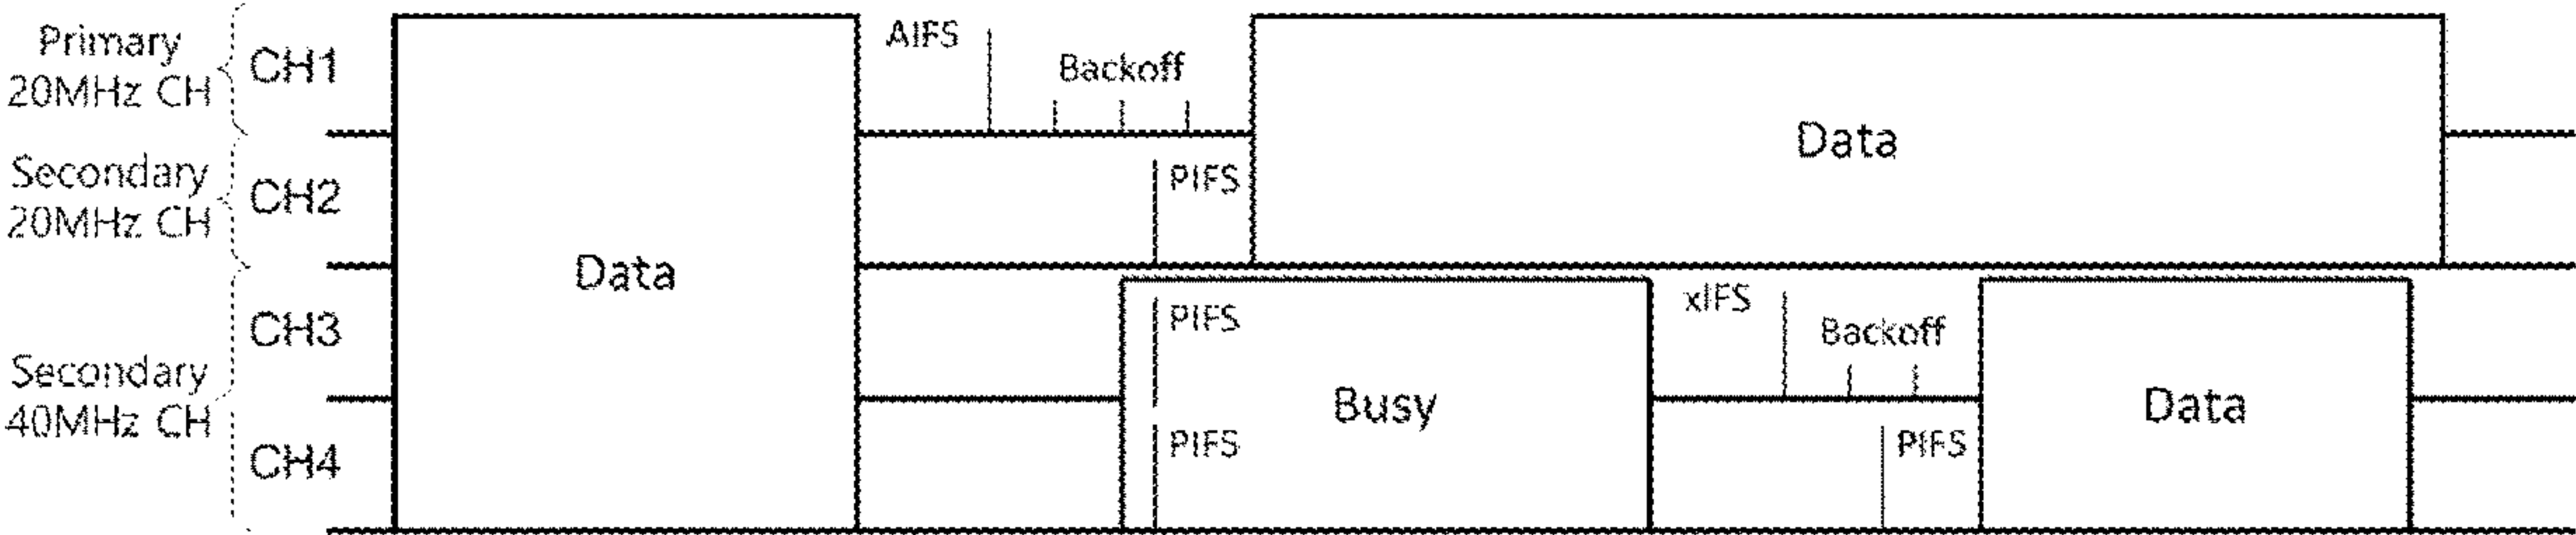 Primary
20MHz CH
CH1
AIFS
Backoff
Data
Secondary
20MHz CH
CH2
PIFS
Data
Secondary
40MHz CH
CH3
PIFS
xIFS
Backoff
Busy
Data
CH4
PIFS
PIFS